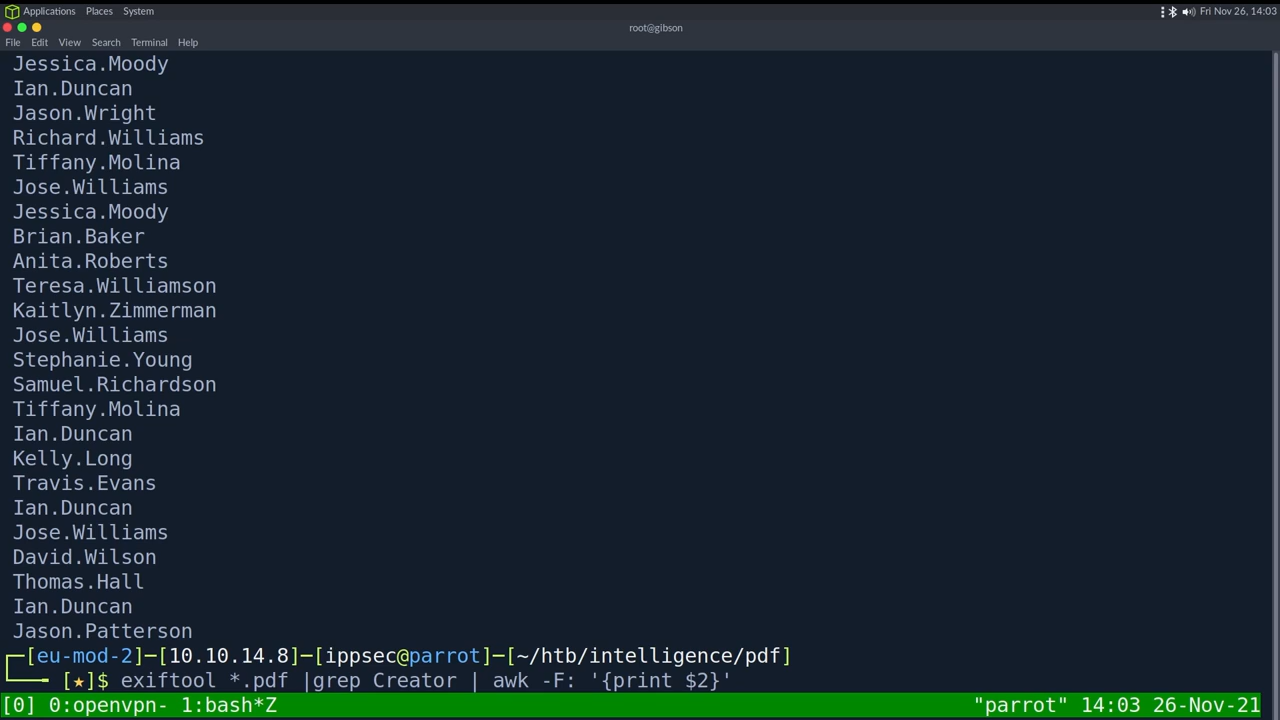 Applications Places System Fri Nov 26, 14:03
root@gibson
File Edit View Search Terminal Help
Jessica.Moody
Ian.Duncan
Jason.Wright
Richard.Williams
Tiffany.Molina
Jose.Williams
Jessica.Moody
Brian.Baker
Anita.Roberts
Teresa.Williamson
Kaitlyn.Zimmerman
Jose.Williams
Stephanie.Young
Samuel.Richardson
Tiffany.Molina
Ian.Duncan
Kelly.Long
Travis.Evans
Ian.Duncan
Jose.Williams
David.Wilson
Thomas.Hall
Ian.Duncan
Jason.Patterson
┌─[eu-mod-2]─[10.10.14.8]─[ippsec@parrot]─[~/htb/intelligence/pdf]
└──╼ [★]$ exiftool *.pdf |grep Creator | awk -F: '{print $2}'
[0] 0:openvpn- 1:bash*Z "parrot" 14:03 26-Nov-21